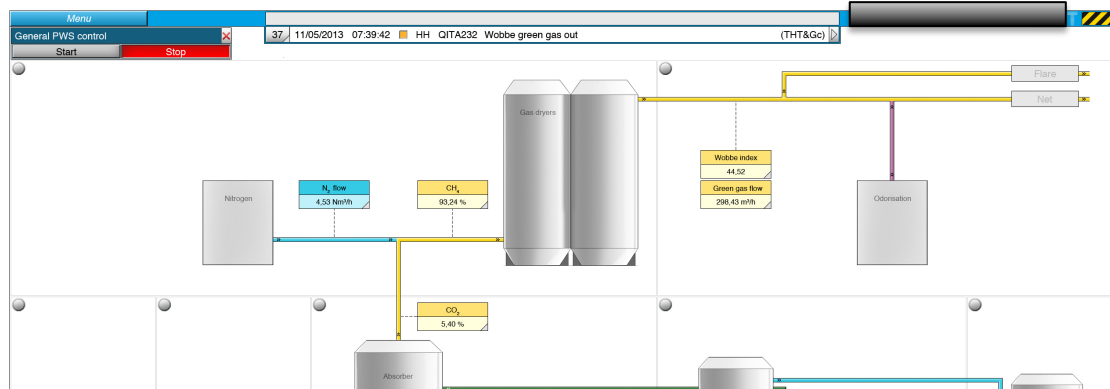 Menu
General PWS control
Start Stop
37 11/05/2013 07:39:42 HH QITA232 Wobbe green gas out (THT&Gc)
Flare
Net
Gas dryers
Wobbe index
44,52
Green gas flow
298,43 m³/h
Nitrogen
N₂ flow
4,53 Nm³/h
CH₄
93,24 %
Odorisation
CO₂
5,40 %
Absorber